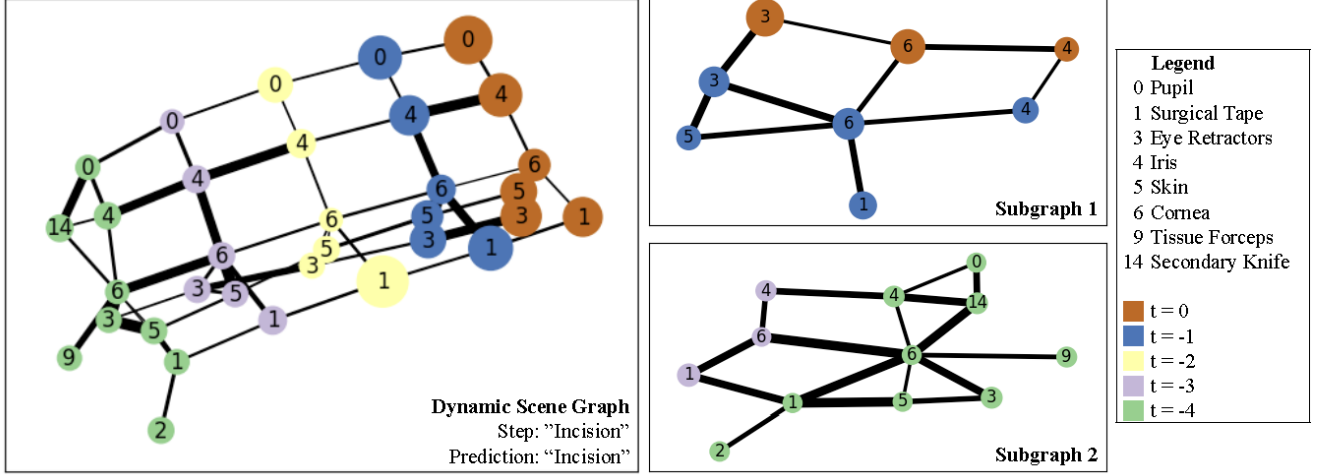 0
0
0
0
0
4
4
4
4
4
14
6
6
6
6
6
5
5
5
5
5
3
3
3
3
3
1
1
1
1
1
9
2
Dynamic Scene Graph
Step: ”Incision”
Prediction: “Incision”
3
6
4
3
6
4
5
1
Subgraph 1
0
4
4
14
6
6
9
1
1
5
3
2
Subgraph 2
Legend
0 Pupil
1 Surgical Tape
3 Eye Retractors
4 Iris
5 Skin
6 Cornea
9 Tissue Forceps
14 Secondary Knife
t = 0
t = -1
t = -2
t = -3
t = -4